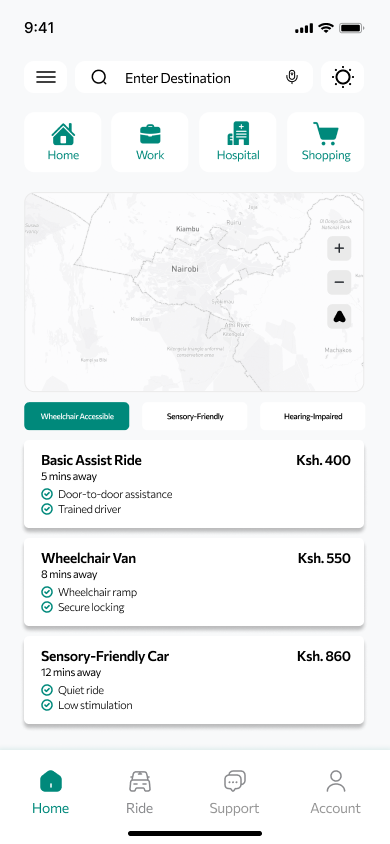 9:41
Enter Destination
Home
Work
Hospital
Shopping
Kiambu
Ruiru
Nairobi
Athi River
Machakos
Wheelchair Accessible
Sensory-Friendly
Hearing-Impaired
Basic Assist Ride
Ksh. 400
5 mins away
Door-to-door assistance
Trained driver
Wheelchair Van
Ksh. 550
8 mins away
Wheelchair ramp
Secure locking
Sensory-Friendly Car
Ksh. 860
12 mins away
Quiet ride
Low stimulation
Home
Ride
Support
Account